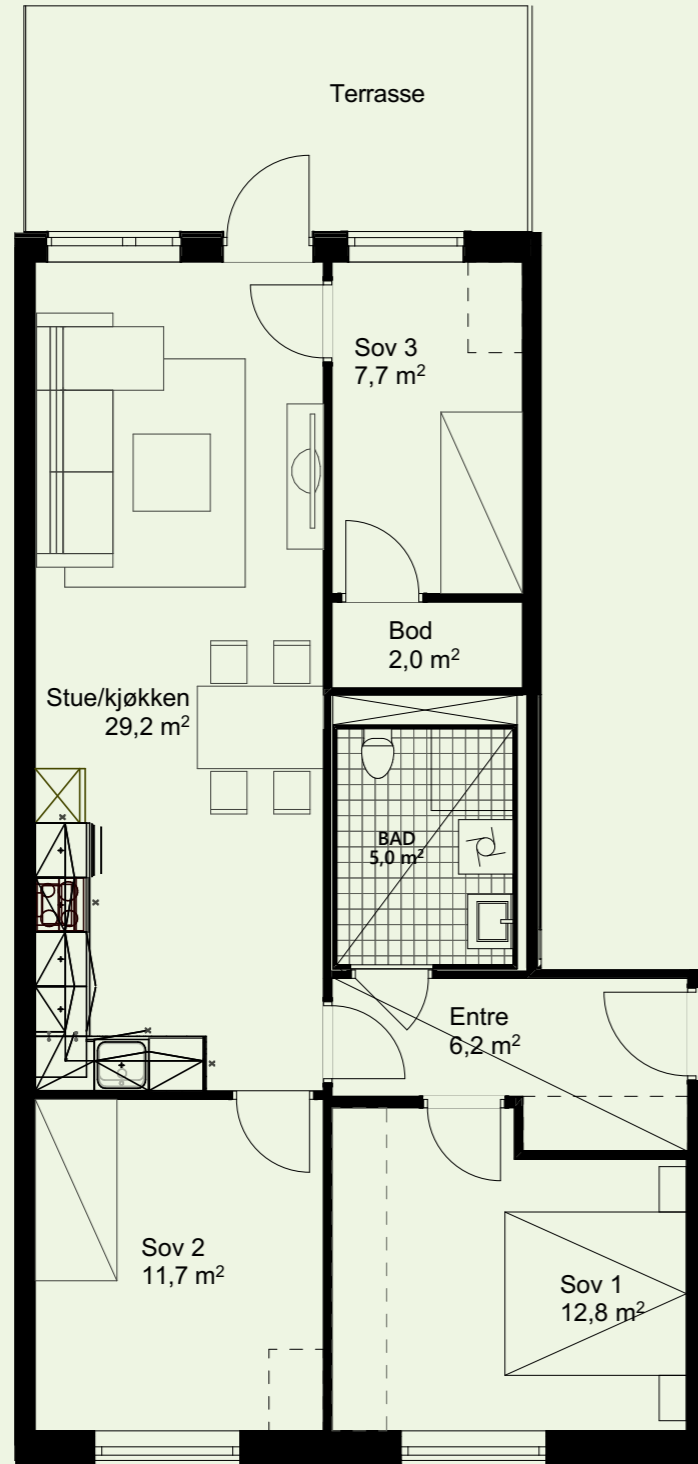 Terrasse
Sov 3
7,7 m²
Bod
2,0 m²
Stue/kjøkken
29,2 m²
BAD
5,0 m²
Entre
6,2 m²
Sov 2
11,7 m²
Sov 1
12,8 m²